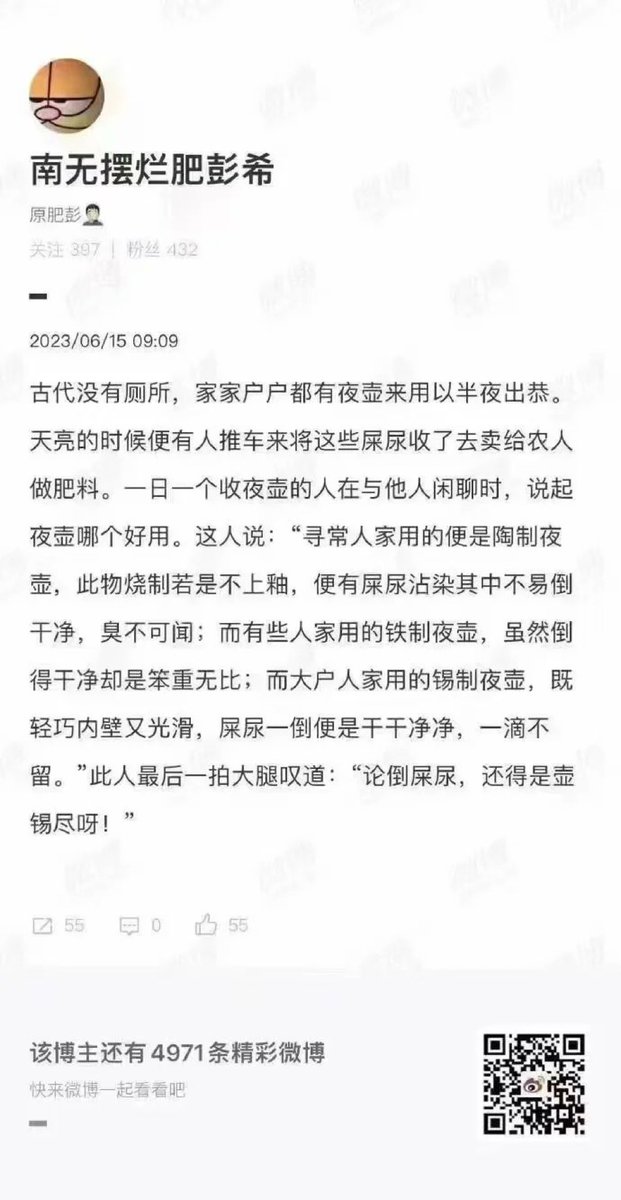 南无摆烂肥彭希
原肥彭
关注 397 | 粉丝 432
2023/06/15 09:09
古代没有厕所，家家户户都有夜壶来用以半夜出恭。
天亮的时候便有人推车来将这些屎尿收了去卖给农人
做肥料。一日一个收夜壶的人在与他人闲聊时，说起
夜壶哪个好用。这人说：“寻常人家用的便是陶制夜
壶，此物烧制若是不上釉，便有屎尿沾染其中不易倒
干净，臭不可闻；而有些人家用的铁制夜壶，虽然倒
得干净却是笨重无比；而大户人家用的锡制夜壶，既
轻巧内壁又光滑，屎尿一倒便是干干净净，一滴不
留。”此人最后一拍大腿叹道：“论倒屎尿，还得是壶
锡尽呀！”
55 0 55
该博主还有4971条精彩微博
快来微博一起看看吧